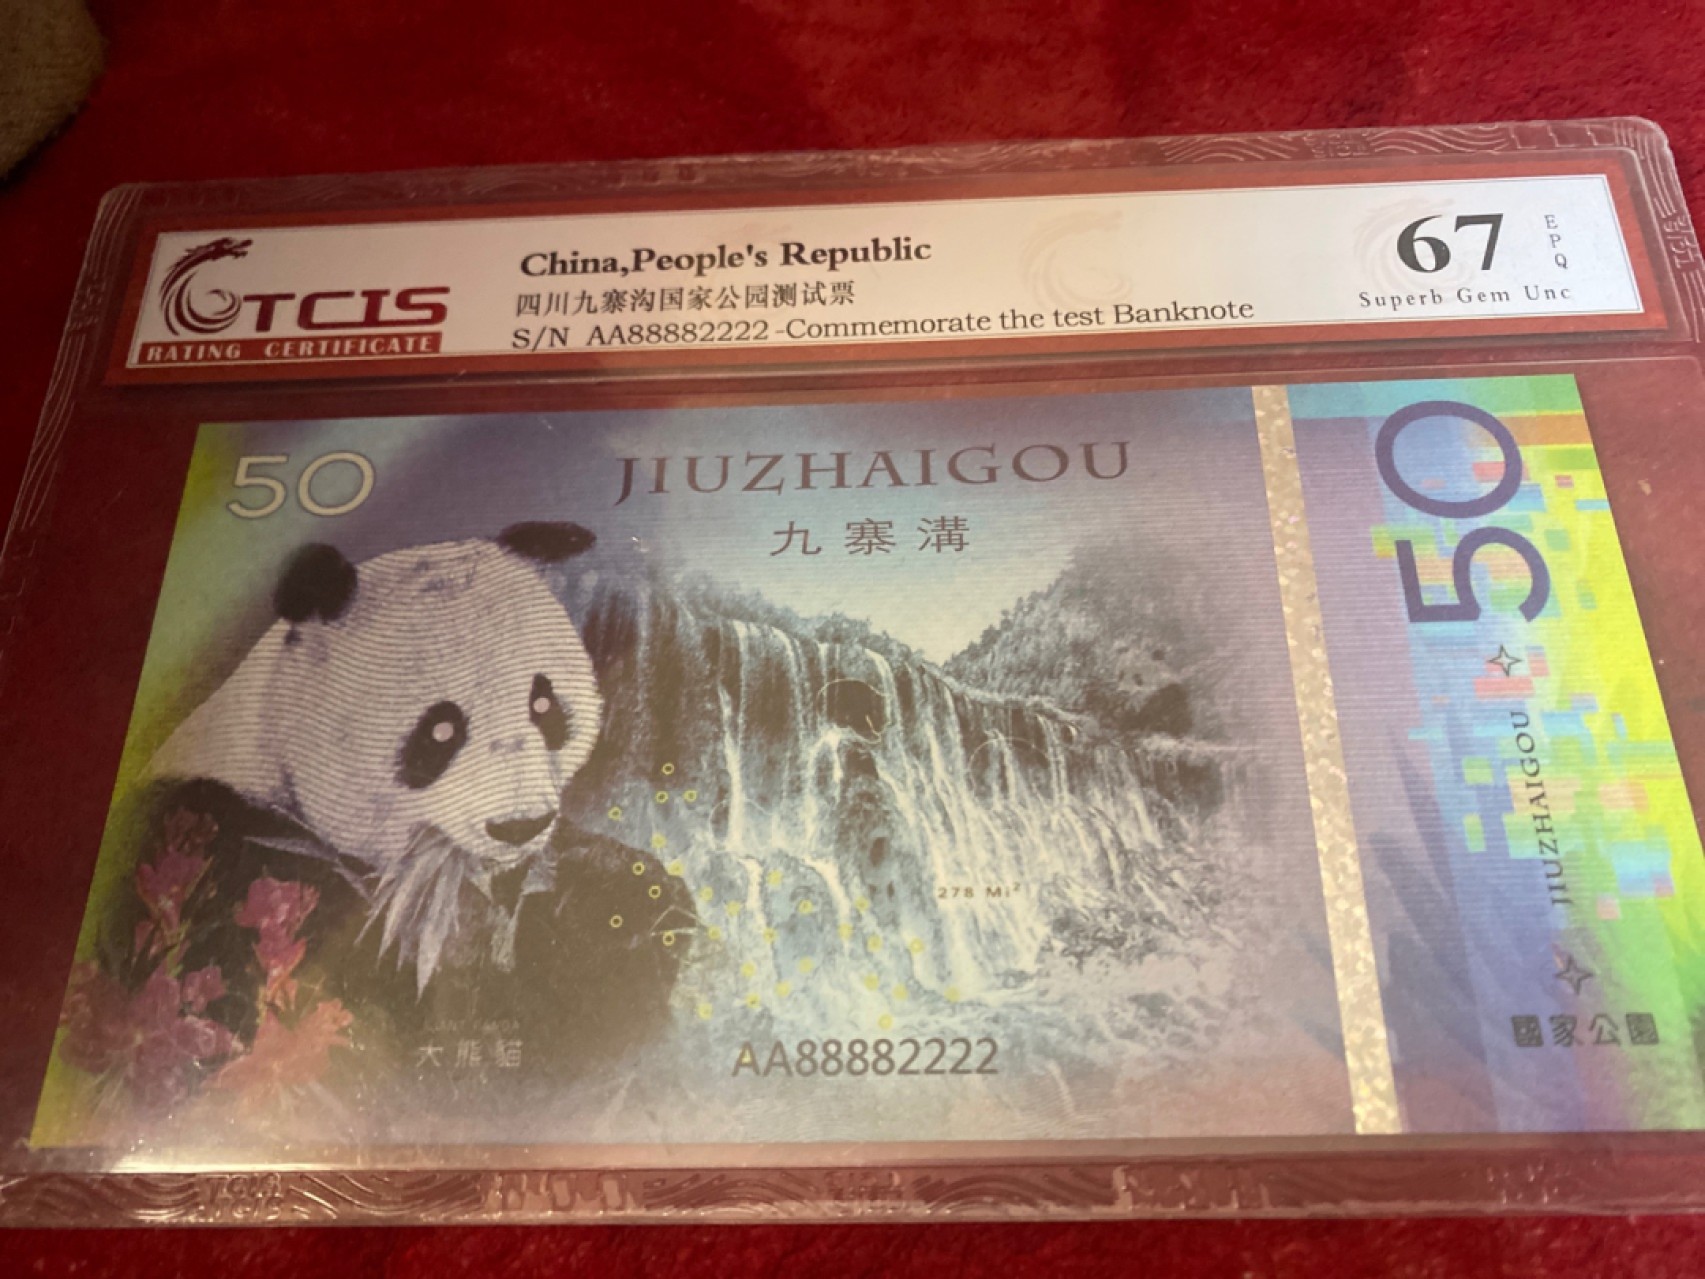 TCIS
RATING CERTIFICATE
China,People's Republic
四川九寨沟国家公园测试票
S/N AA88882222 -Commemorate the test Banknote
67
EPQ
Superb Gem Unc
50
JIUZHAIGOU
九寨溝
50
JIUZHAIGOU
278 Mi²
GIANT PANDA
大熊貓
AA88882222
國家公園